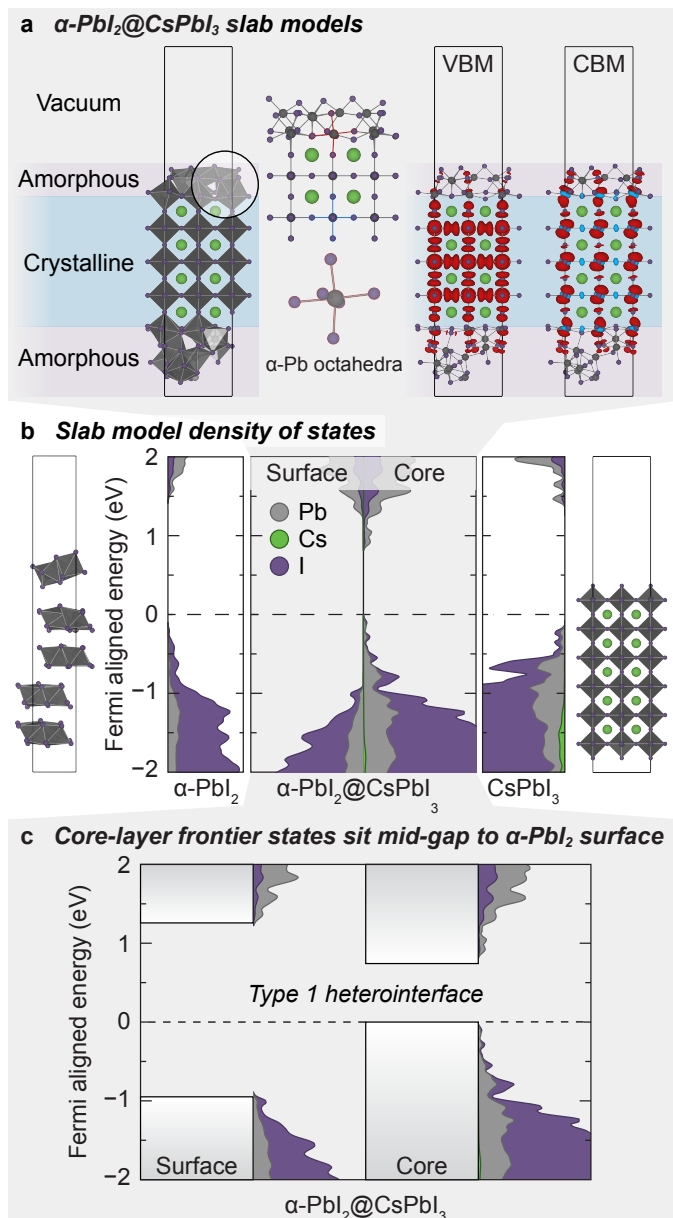 a α-PbI2@CsPbI3 slab models
VBM
CBM
Vacuum
Amorphous
Crystalline
Amorphous
α-Pb octahedra
b Slab model density of states
Fermi aligned energy (eV)
2
1
0
−1
−2
Surface
Core
Pb
Cs
I
α-PbI2
α-PbI2@CsPbI3
CsPbI3
c Core-layer frontier states sit mid-gap to α-PbI2 surface
Fermi aligned energy (eV)
2
1
0
−1
−2
Type 1 heterointerface
Surface
Core
α-PbI2@CsPbI3